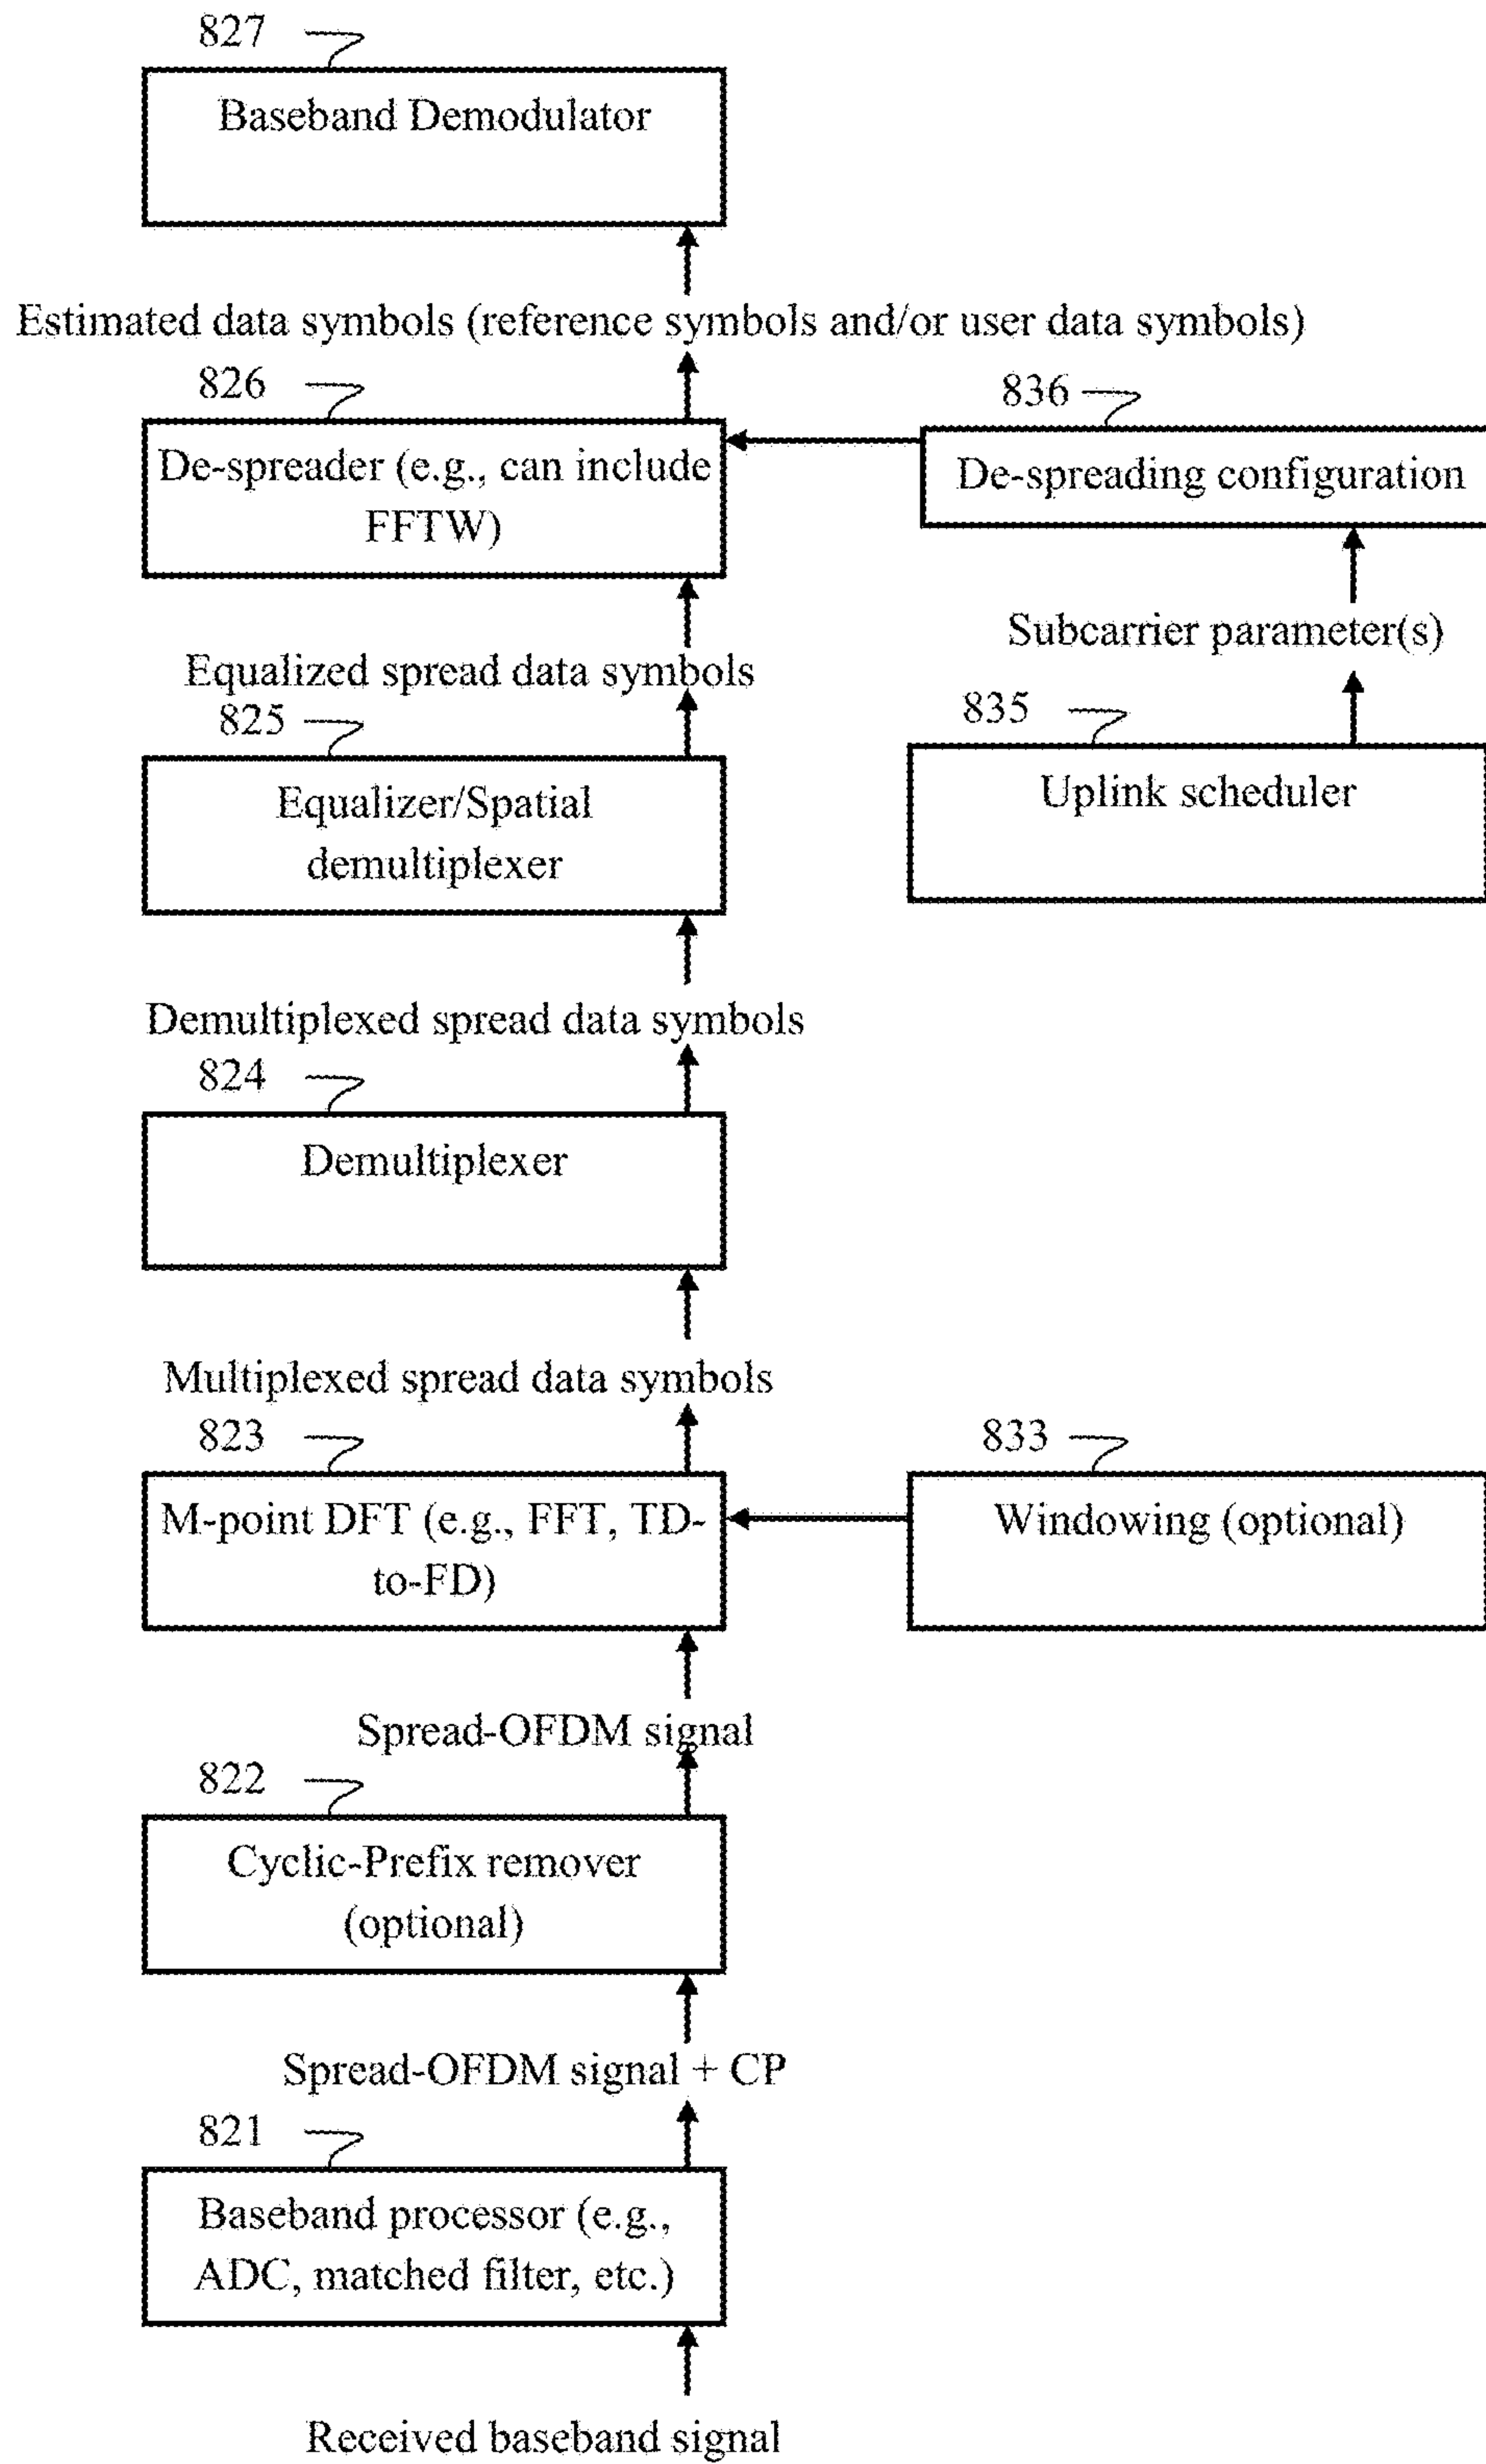 827
Baseband Demodulator
Estimated data symbols (reference symbols and/or user data symbols)
826
836
De-spreader (e.g., can include
FFTW)
De-spreading configuration
Subcarrier parameter(s)
Equalized spread data symbols
825
835
Equalizer/Spatial
demultiplexer
Uplink scheduler
Demultiplexed spread data symbols
824
Demultiplexer
Multiplexed spread data symbols
823
833
M-point DFT (e.g., FFT, TD-
to-FD)
Windowing (optional)
Spread-OFDM signal
822
Cyclic-Prefix remover
(optional)
Spread-OFDM signal + CP
821
Baseband processor (e.g.,
ADC, matched filter, etc.)
Received baseband signal